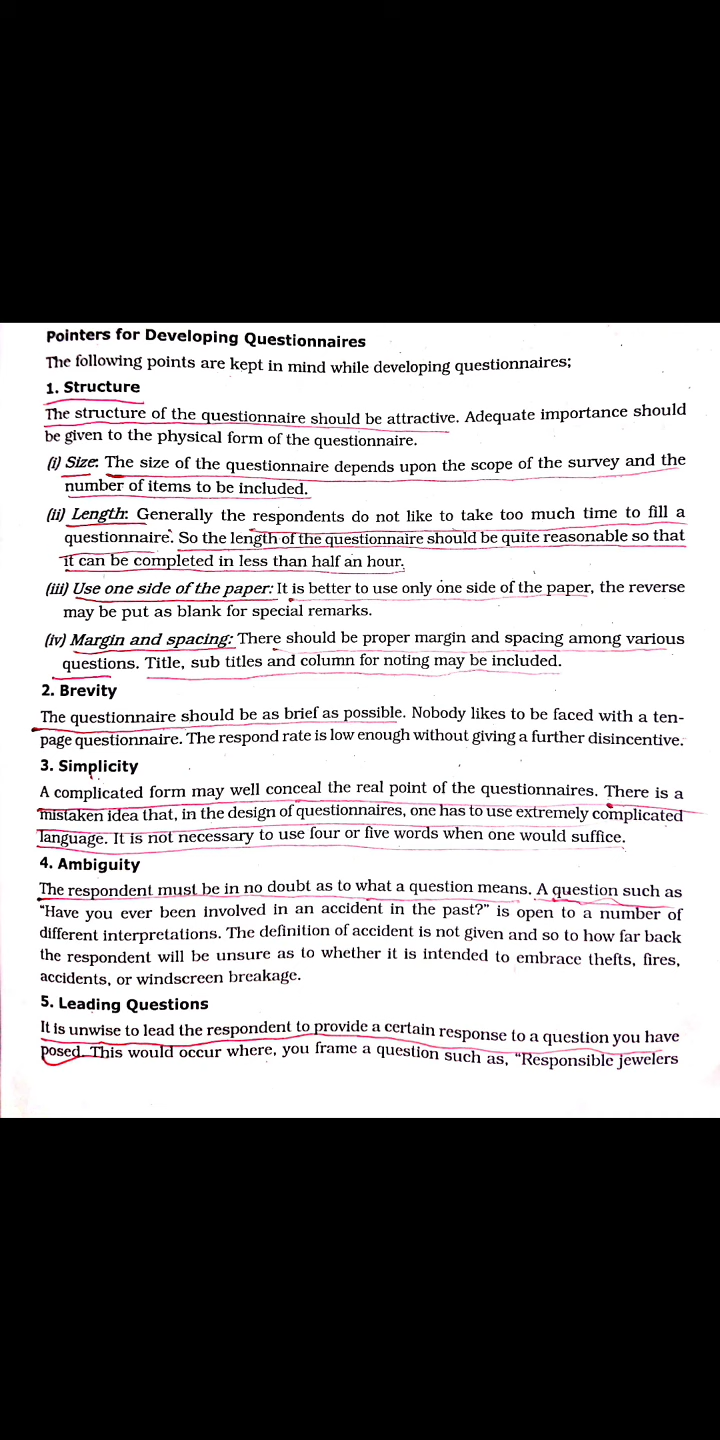 Pointers for Developing Questionnaires
The following points are kept in mind while developing questionnaires;
1. Structure
The structure of the questionnaire should be attractive. Adequate importance should
be given to the physical form of the questionnaire.
(i) Size: The size of the questionnaire depends upon the scope of the survey and the
number of items to be included.
(ii) Length: Generally the respondents do not like to take too much time to fill a
questionnaire. So the length of the questionnaire should be quite reasonable so that
it can be completed in less than half an hour.
(iii) Use one side of the paper: It is better to use only one side of the paper, the reverse
may be put as blank for special remarks.
(iv) Margin and spacing: There should be proper margin and spacing among various
questions. Title, sub titles and column for noting may be included.
2. Brevity
The questionnaire should be as brief as possible. Nobody likes to be faced with a ten-
page questionnaire. The respond rate is low enough without giving a further disincentive.
3. Simplicity
A complicated form may well conceal the real point of the questionnaires. There is a
mistaken idea that, in the design of questionnaires, one has to use extremely complicated
language. It is not necessary to use four or five words when one would suffice.
4. Ambiguity
The respondent must be in no doubt as to what a question means. A question such as
"Have you ever been involved in an accident in the past?" is open to a number of
different interpretations. The definition of accident is not given and so to how far back
the respondent will be unsure as to whether it is intended to embrace thefts, fires,
accidents, or windscreen breakage.
5. Leading Questions
It is unwise to lead the respondent to provide a certain response to a question you have
posed. This would occur where, you frame a question such as, "Responsible jewelers